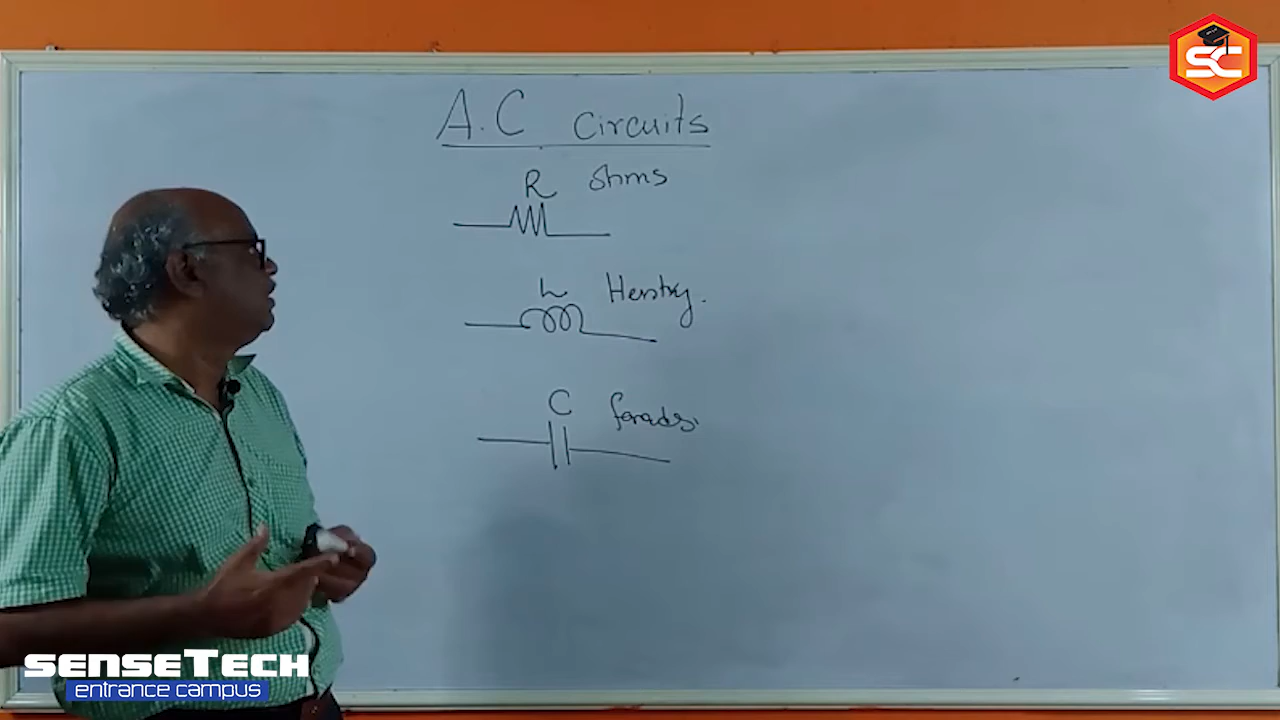 SC
A.C Circuits
R ohms
L Henry.
C farads.
SENSETECH
entrance campus